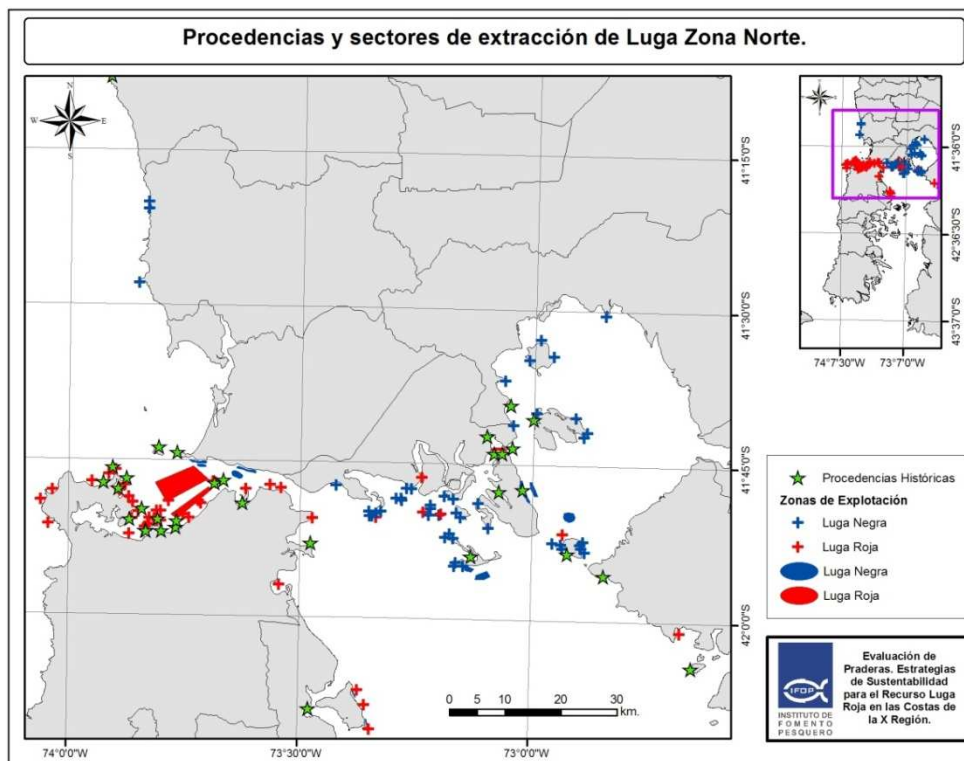 Procedencias y sectores de extracción de Luga Zona Norte.
N
W E
S
41°15'0"S
41°30'0"S
41°45'0"S
42°0'0"S
74°0'0"W
73°30'0"W
73°0'0"W
0 5 10 20 30
km.
41°36'0"S
42°36'30"S
43°37'0"S
74°7'30"W
73°7'0"W
Procedencias Históricas
Zonas de Explotación
Luga Negra
Luga Roja
Luga Negra
Luga Roja
IFOP
INSTITUTO DE
FOMENTO
PESQUERO
Evaluación de
Praderas. Estrategias
de Sustentabilidad
para el Recurso Luga
Roja en las Costas de
la X Región.